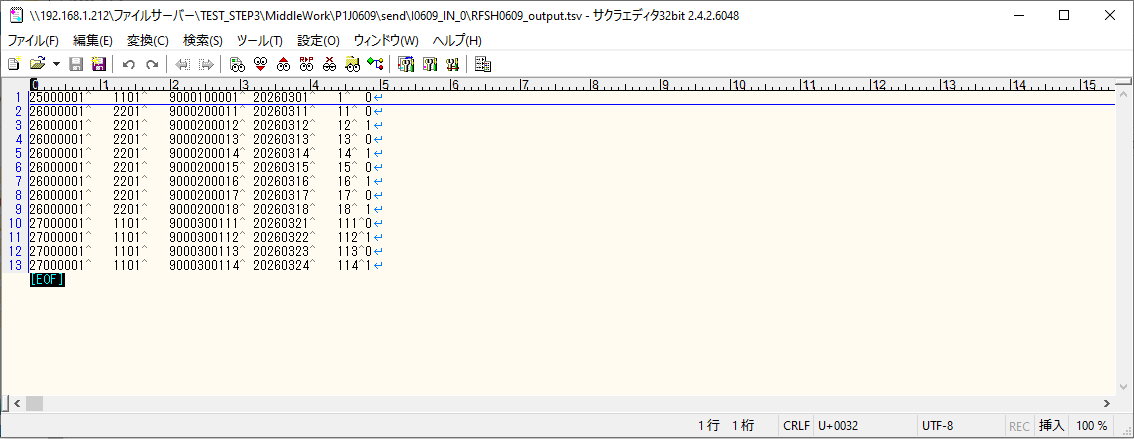 \\192.168.1.212\ファイルサーバー\TEST_STEP3\MiddleWork\P1J0609\send\I0609_IN_0\RFSH0609_output.tsv - サクラエディタ32bit 2.4.2.6048
ファイル(F) 編集(E) 変換(C) 検索(S) ツール(T) 設定(O) ウィンドウ(W) ヘルプ(H)
0 1 2 3 4 5 6 7 8 9 10 11 12 13 14 15
1 25000001^ 1101^ 9000100001^ 20260301^ 1^ 0↵
2 26000001^ 2201^ 9000200011^ 20260311^ 11^ 0↵
3 26000001^ 2201^ 9000200012^ 20260312^ 12^ 1↵
4 26000001^ 2201^ 9000200013^ 20260313^ 13^ 0↵
5 26000001^ 2201^ 9000200014^ 20260314^ 14^ 1↵
6 26000001^ 2201^ 9000200015^ 20260315^ 15^ 0↵
7 26000001^ 2201^ 9000200016^ 20260316^ 16^ 1↵
8 26000001^ 2201^ 9000200017^ 20260317^ 17^ 0↵
9 26000001^ 2201^ 9000200018^ 20260318^ 18^ 1↵
10 27000001^ 1101^ 9000300111^ 20260321^ 111^0↵
11 27000001^ 1101^ 9000300112^ 20260322^ 112^1↵
12 27000001^ 1101^ 9000300113^ 20260323^ 113^0↵
13 27000001^ 1101^ 9000300114^ 20260324^ 114^1↵
[EOF]
1 行 1 桁 CRLF U+0032 UTF-8 REC 挿入 100 %